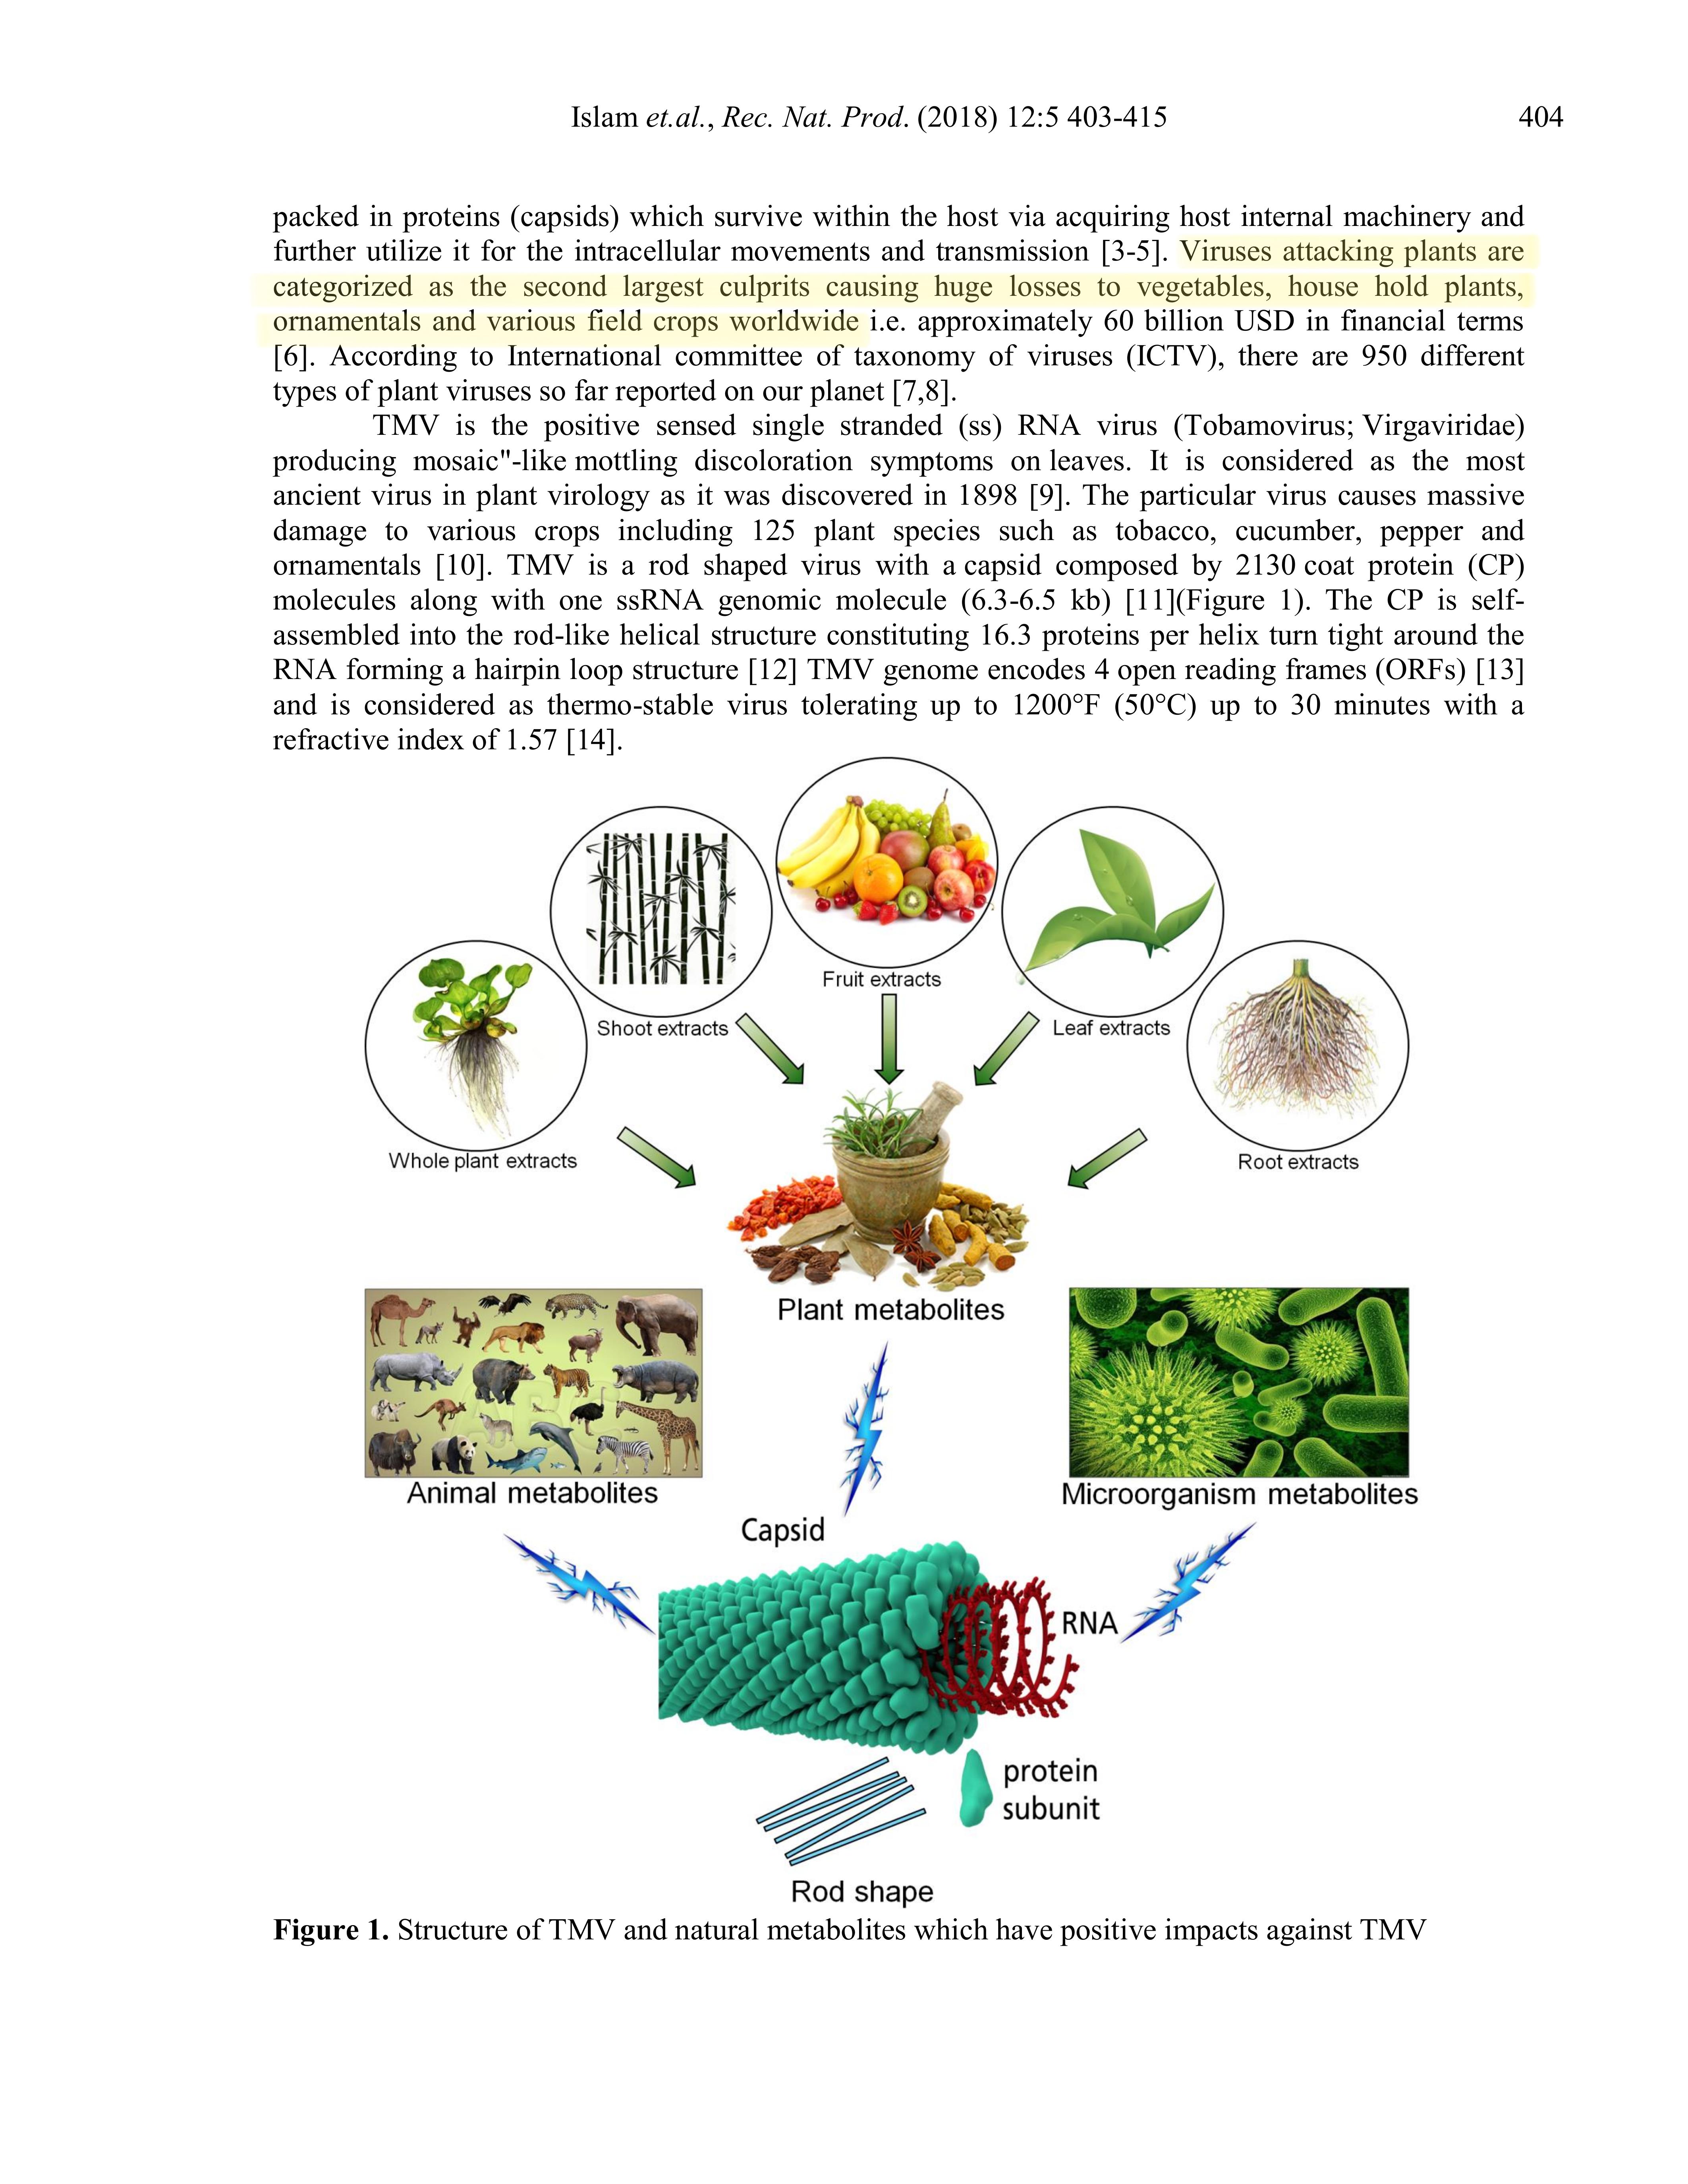 Islam et.al., Rec. Nat. Prod. (2018) 12:5 403-415 404
packed in proteins (capsids) which survive within the host via acquiring host internal machinery and
further utilize it for the intracellular movements and transmission [3-5]. Viruses attacking plants are
categorized as the second largest culprits causing huge losses to vegetables, house hold plants,
ornamentals and various field crops worldwide i.e. approximately 60 billion USD in financial terms
[6]. According to International committee of taxonomy of viruses (ICTV), there are 950 different
types of plant viruses so far reported on our planet [7,8].
TMV is the positive sensed single stranded (ss) RNA virus (Tobamovirus; Virgaviridae)
producing mosaic"-like mottling discoloration symptoms on leaves. It is considered as the most
ancient virus in plant virology as it was discovered in 1898 [9]. The particular virus causes massive
damage to various crops including 125 plant species such as tobacco, cucumber, pepper and
ornamentals [10]. TMV is a rod shaped virus with a capsid composed by 2130 coat protein (CP)
molecules along with one ssRNA genomic molecule (6.3-6.5 kb) [11](Figure 1). The CP is self-
assembled into the rod-like helical structure constituting 16.3 proteins per helix turn tight around the
RNA forming a hairpin loop structure [12] TMV genome encodes 4 open reading frames (ORFs) [13]
and is considered as thermo-stable virus tolerating up to 1200°F (50°C) up to 30 minutes with a
refractive index of 1.57 [14].
Fruit extracts
Shoot extracts
Leaf extracts
Whole plant extracts
Root extracts
Plant metabolites
Animal metabolites
Microorganism metabolites
Capsid
RNA
protein
subunit
Rod shape
Figure 1. Structure of TMV and natural metabolites which have positive impacts against TMV